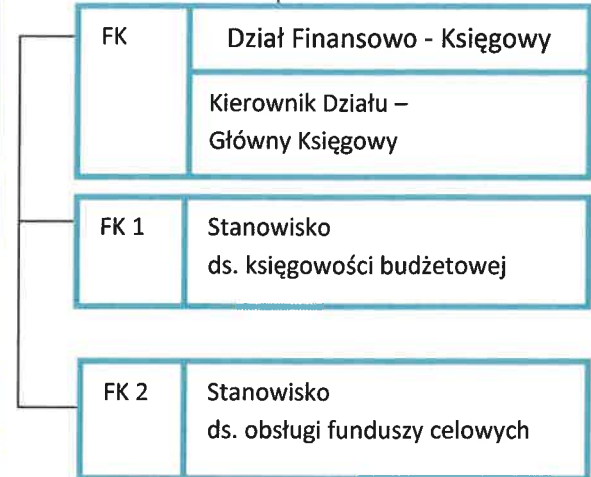 FK
Dział Finansowo - Księgowy
Kierownik Działu –
Główny Księgowy
FK 1
Stanowisko
ds. księgowości budżetowej
FK 2
Stanowisko
ds. obsługi funduszy celowych